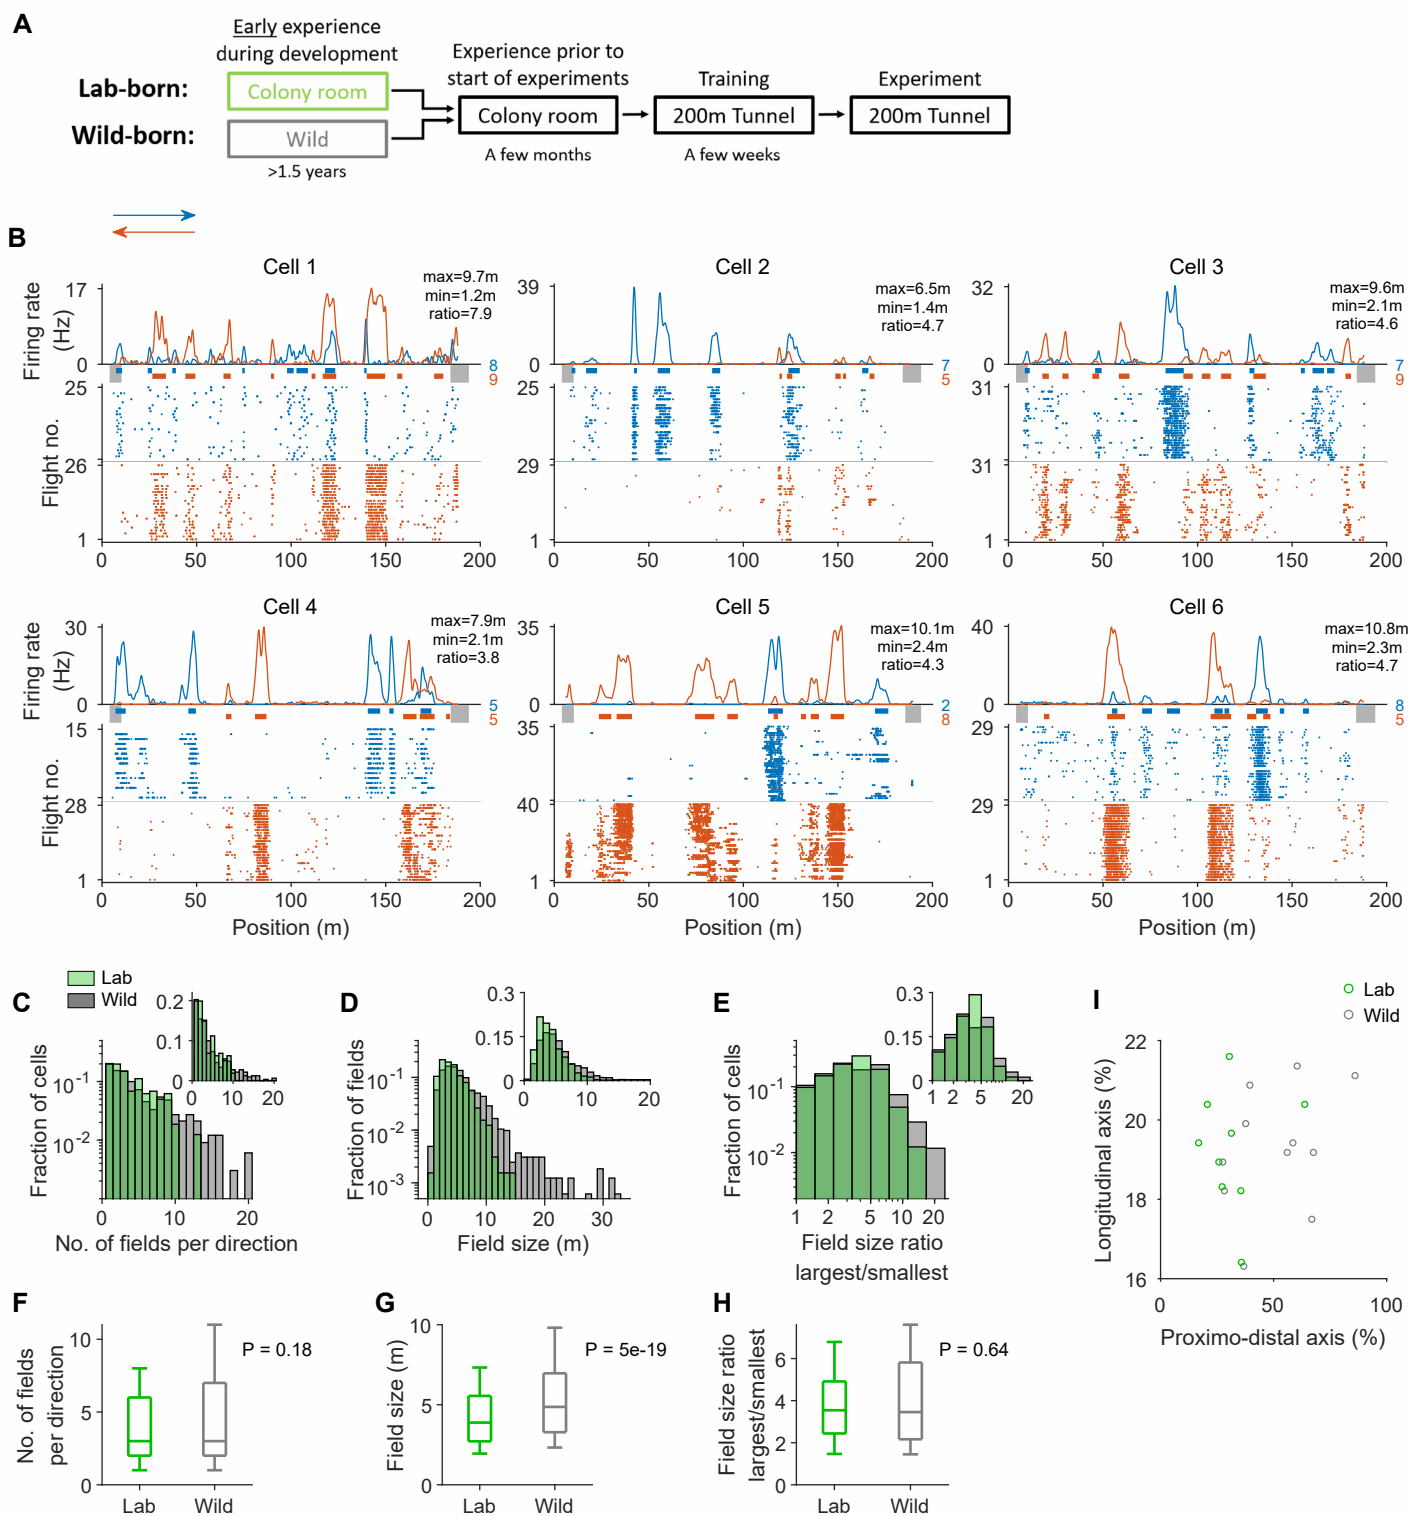 A
Early experience
during development
Experience prior to
start of experiments
Training
Experiment
Lab-born:
Colony room
Colony room
200m Tunnel
200m Tunnel
Wild-born:
Wild
A few months
A few weeks
>1.5 years
B
Cell 1
max=9.7m
min=1.2m
ratio=7.9
Firing rate
(Hz)
17
0
8
9
Flight no.
25
26
1
0 50 100 150 200
Cell 2
max=6.5m
min=1.4m
ratio=4.7
39
0
7
5
25
29
1
0 50 100 150 200
Cell 3
max=9.6m
min=2.1m
ratio=4.6
32
0
7
9
31
31
1
0 50 100 150 200
Cell 4
max=7.9m
min=2.1m
ratio=3.8
Firing rate
(Hz)
30
0
5
5
Flight no.
15
28
1
0 50 100 150 200
Position (m)
Cell 5
max=10.1m
min=2.4m
ratio=4.3
35
0
2
8
35
40
1
0 50 100 150 200
Position (m)
Cell 6
max=10.8m
min=2.3m
ratio=4.7
40
0
8
5
29
29
1
0 50 100 150 200
Position (m)
Lab
Wild
C
Fraction of cells
10-1
10-2
0 10 20
No. of fields per direction
0.2
0.1
0
0 10 20
D
Fraction of fields
10-1
10-2
10-3
0 10 20 30
Field size (m)
0.3
0.15
0
0 10 20
E
Fraction of cells
10-1
10-2
1 2 5 10 20
Field size ratio
largest/smallest
0.3
0.15
0
1 2 5 20
I
Lab
Wild
Longitudinal axis (%)
22
20
18
16
0 50 100
Proximo-distal axis (%)
F
No. of fields
per direction
10
5
0
P = 0.18
Lab Wild
G
Field size (m)
10
5
0
P = 5e-19
Lab Wild
H
Field size ratio
largest/smallest
6
4
2
0
P = 0.64
Lab Wild